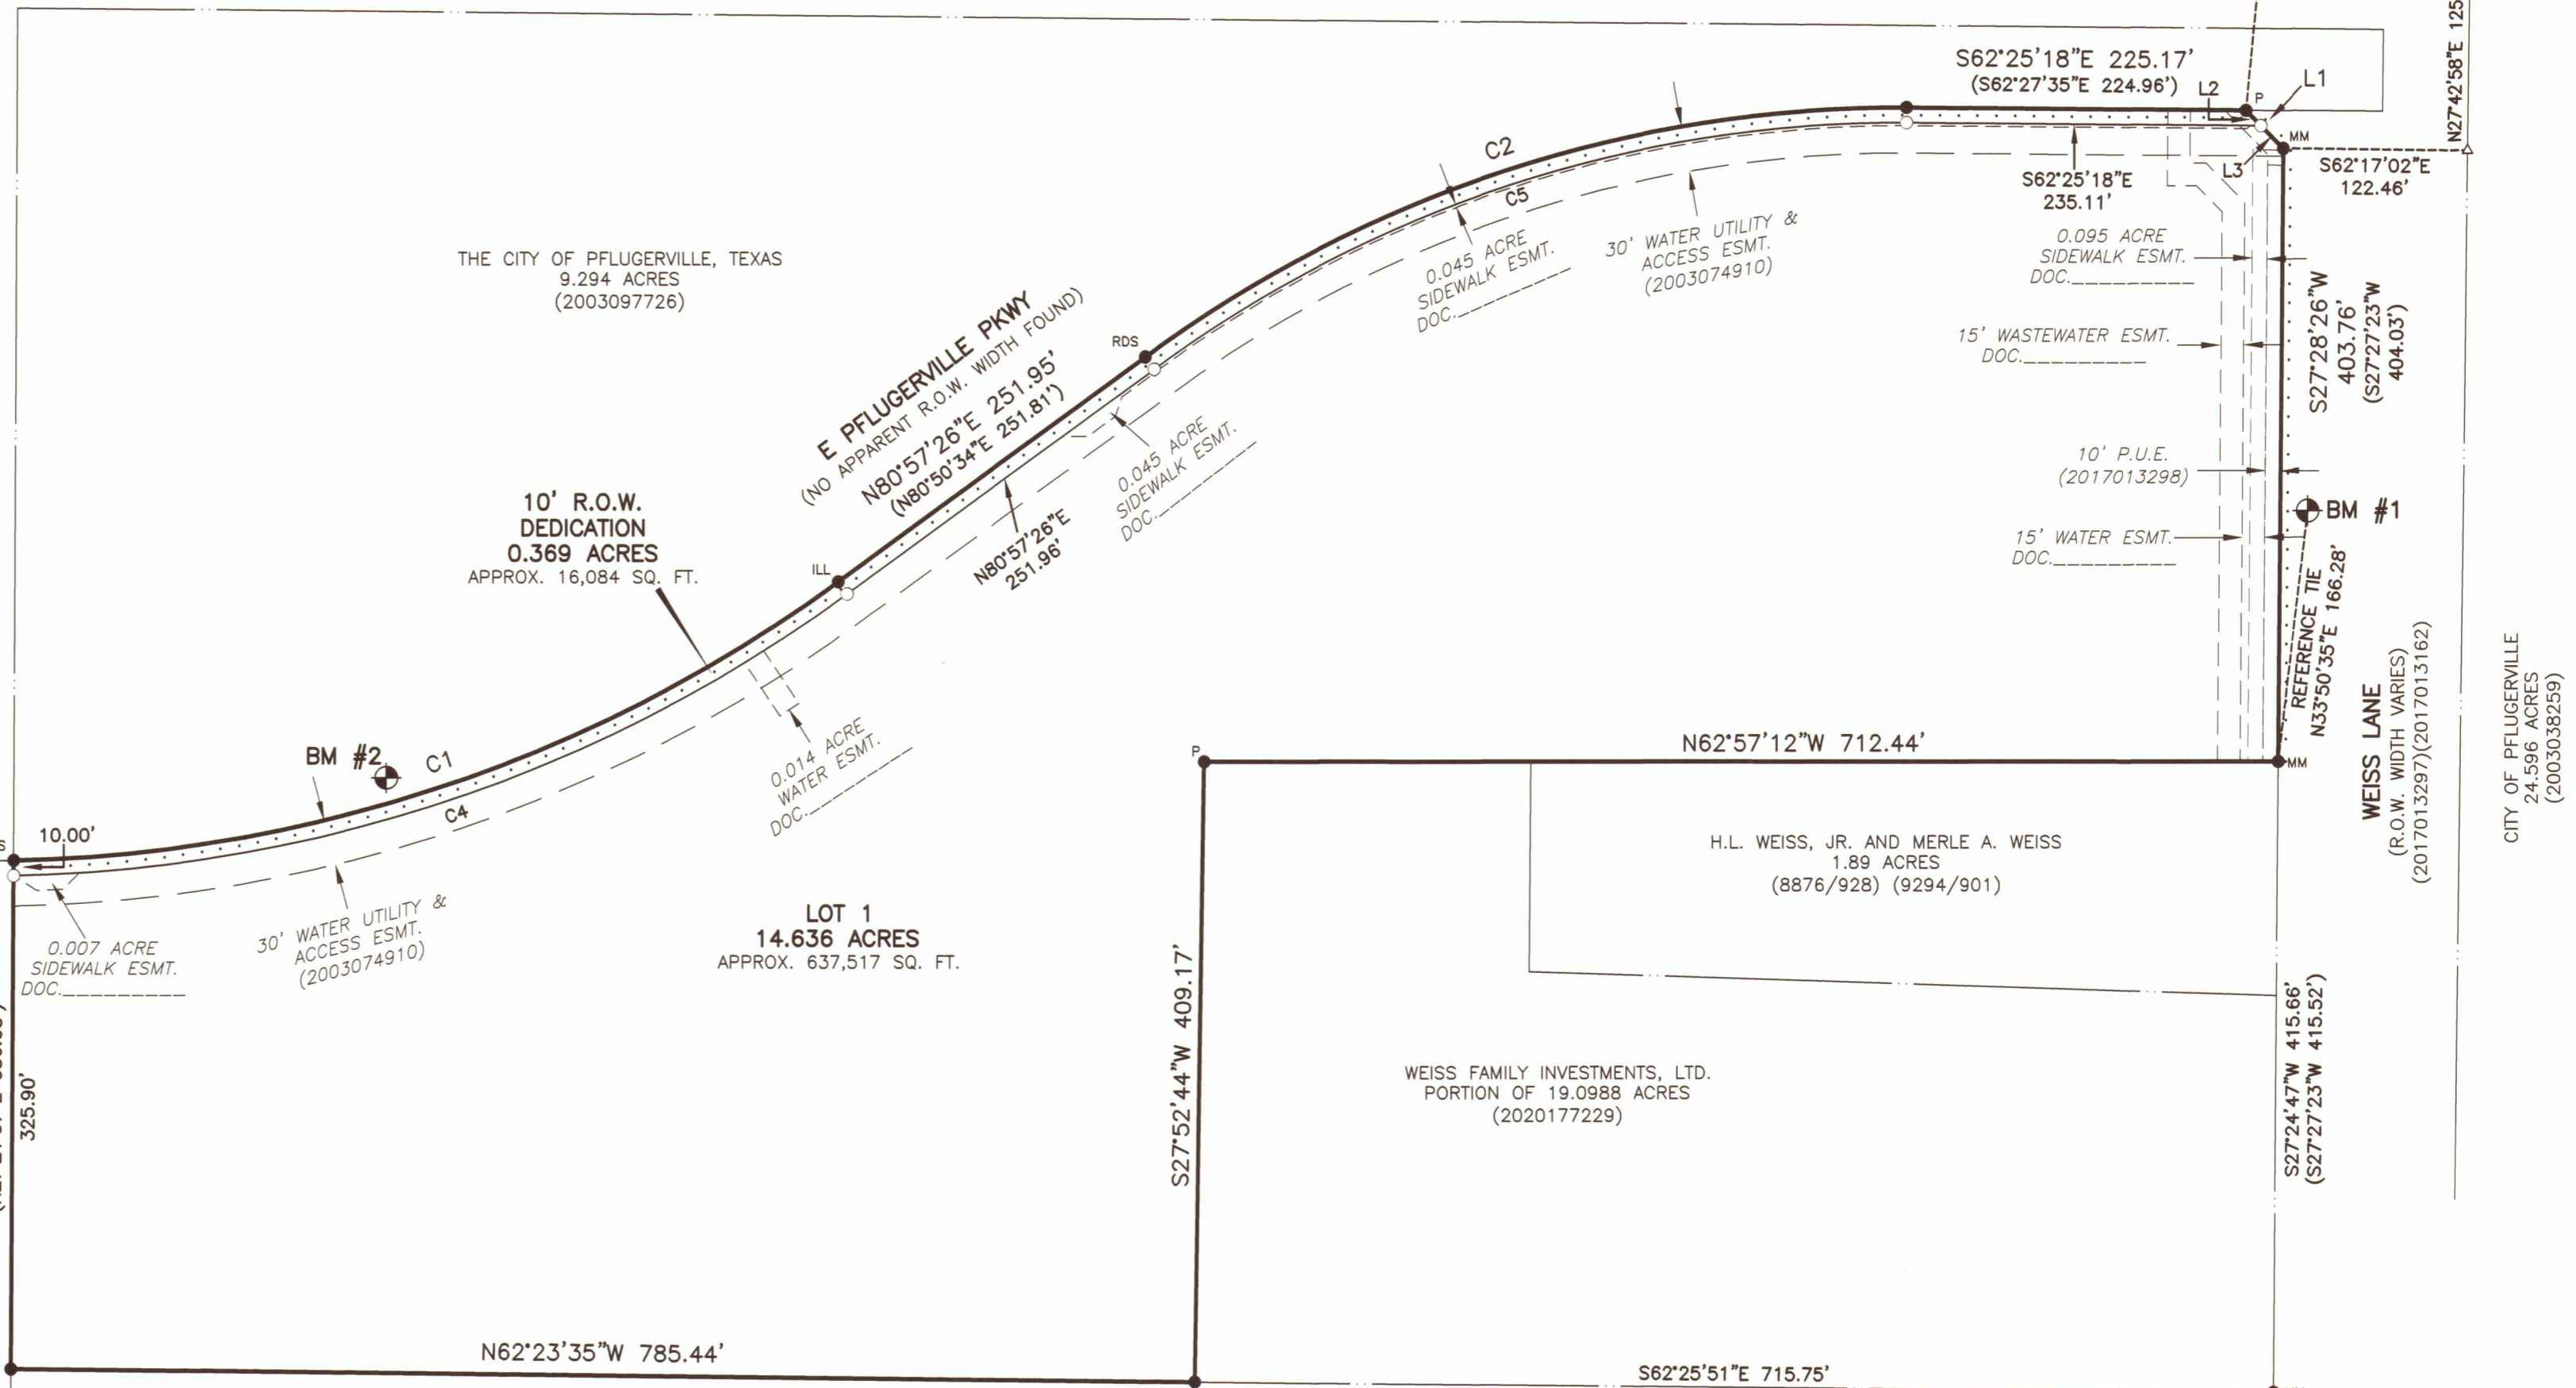 N27°42'58"E 125
S62°25'18"E 225.17'
(S62°27'35"E 224.96')
L2
P
L1
MM
S62°17'02"E
122.46'
L3
S62°25'18"E
235.11'
C2
C5
THE CITY OF PFLUGERVILLE, TEXAS
9.294 ACRES
(2003097726)
0.045 ACRE
SIDEWALK ESMT.
DOC.__________
30' WATER UTILITY &
ACCESS ESMT.
(2003074910)
0.095 ACRE
SIDEWALK ESMT.
DOC.__________
15' WASTEWATER ESMT.
DOC.__________
S27°28'26"W
403.76'
(S27°27'23"W
404.03')
E PFLUGERVILLE PKWY
(NO APPARENT R.O.W. WIDTH FOUND)
N80°57'26"E 251.95'
(N80°50'34"E 251.81')
RDS
0.045 ACRE
SIDEWALK ESMT.
DOC.__________
10' P.U.E.
(2017013298)
BM #1
15' WATER ESMT.
DOC.__________
10' R.O.W.
DEDICATION
0.369 ACRES
APPROX. 16,084 SQ. FT.
ILL
N80°57'26"E
251.96'
REFERENCE TIE
N33°50'35"E 166.28'
WEISS LANE
(R.O.W. WIDTH VARIES)
(2017013297)(2017013162)
CITY OF PFLUGERVILLE
24.596 ACRES
(2003038259)
BM #2
C1
C4
0.014 ACRE
WATER ESMT.
DOC.__________
P
N62°57'12"W 712.44'
MM
S
10.00'
H.L. WEISS, JR. AND MERLE A. WEISS
1.89 ACRES
(8876/928) (9294/901)
0.007 ACRE
SIDEWALK ESMT.
DOC.__________
30' WATER UTILITY &
ACCESS ESMT.
(2003074910)
LOT 1
14.636 ACRES
APPROX. 637,517 SQ. FT.
S27°52'44"W 409.17'
325.90'
WEISS FAMILY INVESTMENTS, LTD.
PORTION OF 19.0988 ACRES
(2020177229)
S27°24'47"W 415.66'
(S27°27'23"W 415.52')
N62°23'35"W 785.44'
S62°25'51"E 715.75'